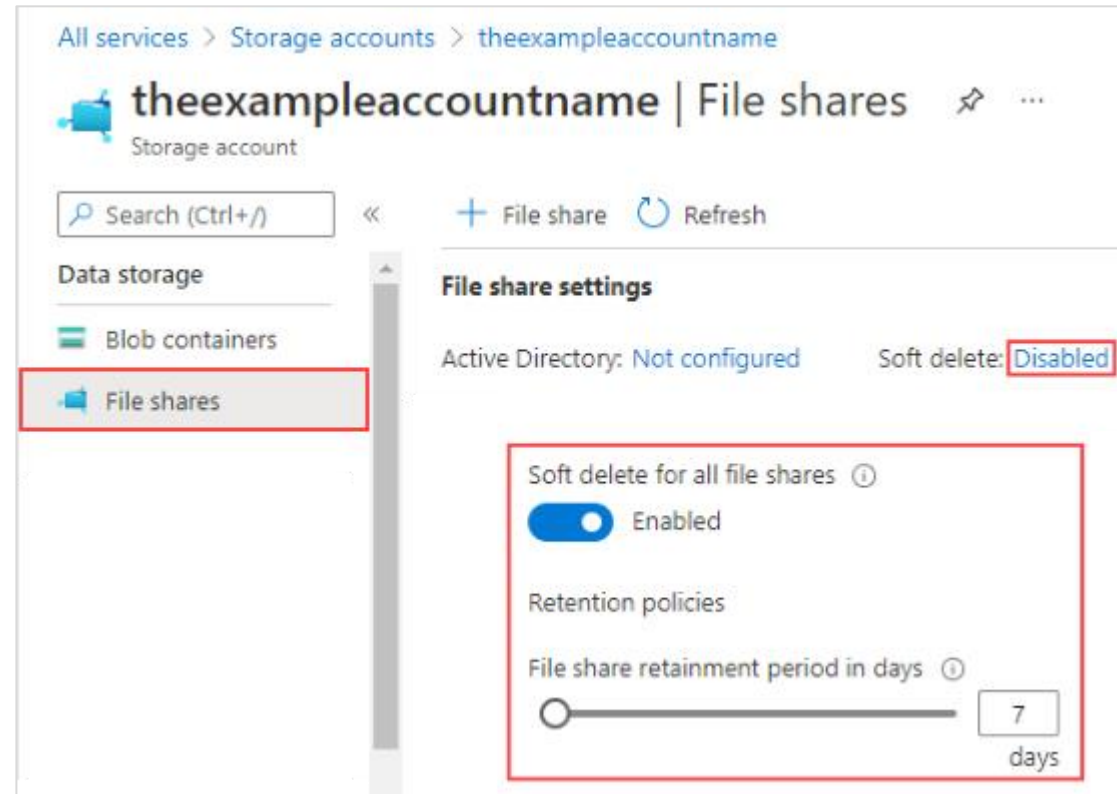 All services > Storage accounts > theexampleaccountname
theexampleaccountname | File shares ...
Storage account
Search (Ctrl+/) «
+ File share Refresh
Data storage
Blob containers
File shares
File share settings
Active Directory: Not configured Soft delete: Disabled
Soft delete for all file shares
Enabled
Retention policies
File share retainment period in days
7
days